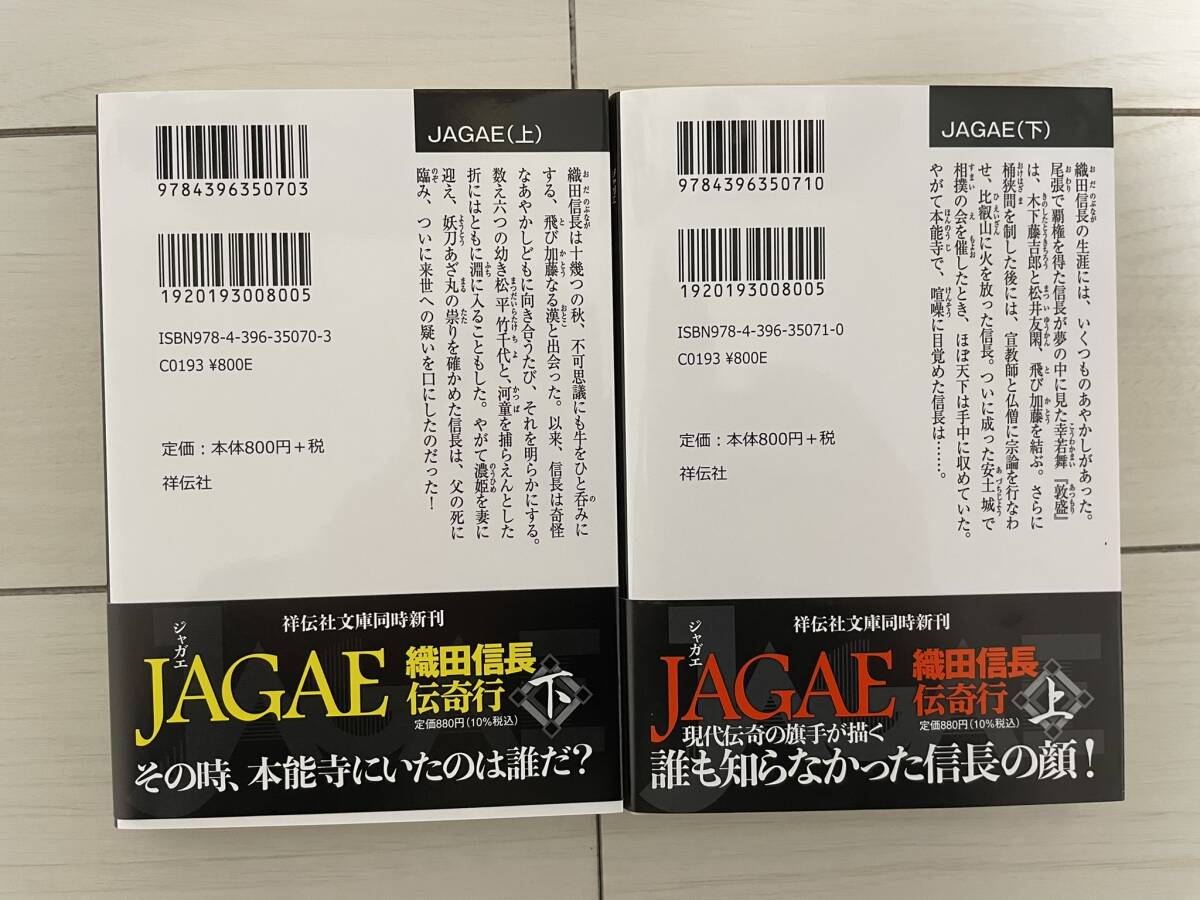 JAGAE(上)
9784396350703
1920193008005
ISBN978-4-396-35070-3
C0193 ¥800E
定価：本体800円＋税
祥伝社
織田信長は十幾つの秋、不可思議にも牛をひと呑みに
する、飛び加藤なる漢と出会った。以来、信長は奇怪
なあやかしどもに向き合うたび、それを明らかにする。
数え六つの幼き松平竹千代と、河童を捕らえんとした
折にはともに淵に入ることもした。やがて濃姫を妻に
迎え、妖刀あざ丸の祟りを確かめた信長は、父の死に
臨み、ついに来世への疑いを口にしたのだった！
祥伝社文庫同時新刊
ジャガエ
JAGAE
織田信長
伝奇行
下
定価880円(10%税込)
その時、本能寺にいたのは誰だ？
JAGAE(下)
9784396350710
1920193008005
ISBN978-4-396-35071-0
C0193 ¥800E
定価：本体800円＋税
祥伝社
織田信長の生涯には、いくつものあやかしがあった。
尾張で覇権を得た信長が夢の中に見た幸若舞『敦盛』
は、木下藤吉郎と松井友閑、飛び加藤を結ぶ。さらに
桶狭間を制した後には、宣教師と仏僧に宗論を行なわ
せ、比叡山に火を放った信長。ついに成った安土城で
相撲の会を催したとき、ほぼ天下は手中に収めていた。
やがて本能寺で、喧噪に目覚めた信長は……。
祥伝社文庫同時新刊
ジャガエ
JAGAE
織田信長
伝奇行
上
定価880円(10%税込)
現代伝奇の旗手が描く
誰も知らなかった信長の顔！